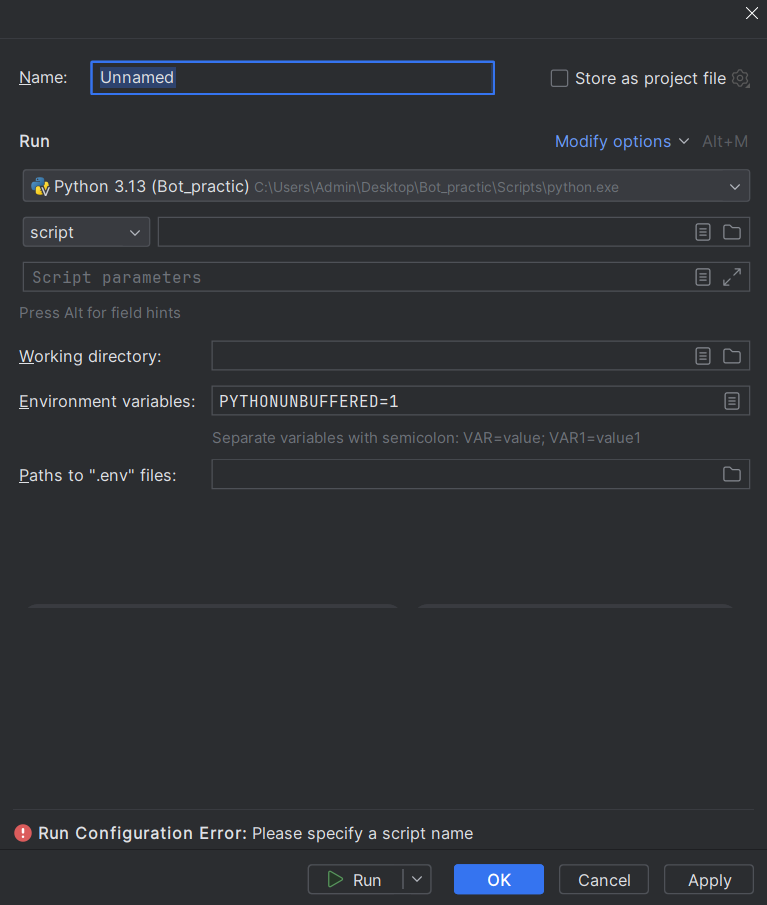 Name: Unnamed Store as project file
Run Modify options Alt+M
Python 3.13 (Bot_practic) C:\Users\Admin\Desktop\Bot_practic\Scripts\python.exe
script
Script parameters
Press Alt for field hints
Working directory:
Environment variables: PYTHONUNBUFFERED=1
Separate variables with semicolon: VAR=value; VAR1=value1
Paths to ".env" files:
Run Configuration Error: Please specify a script name
Run OK Cancel Apply